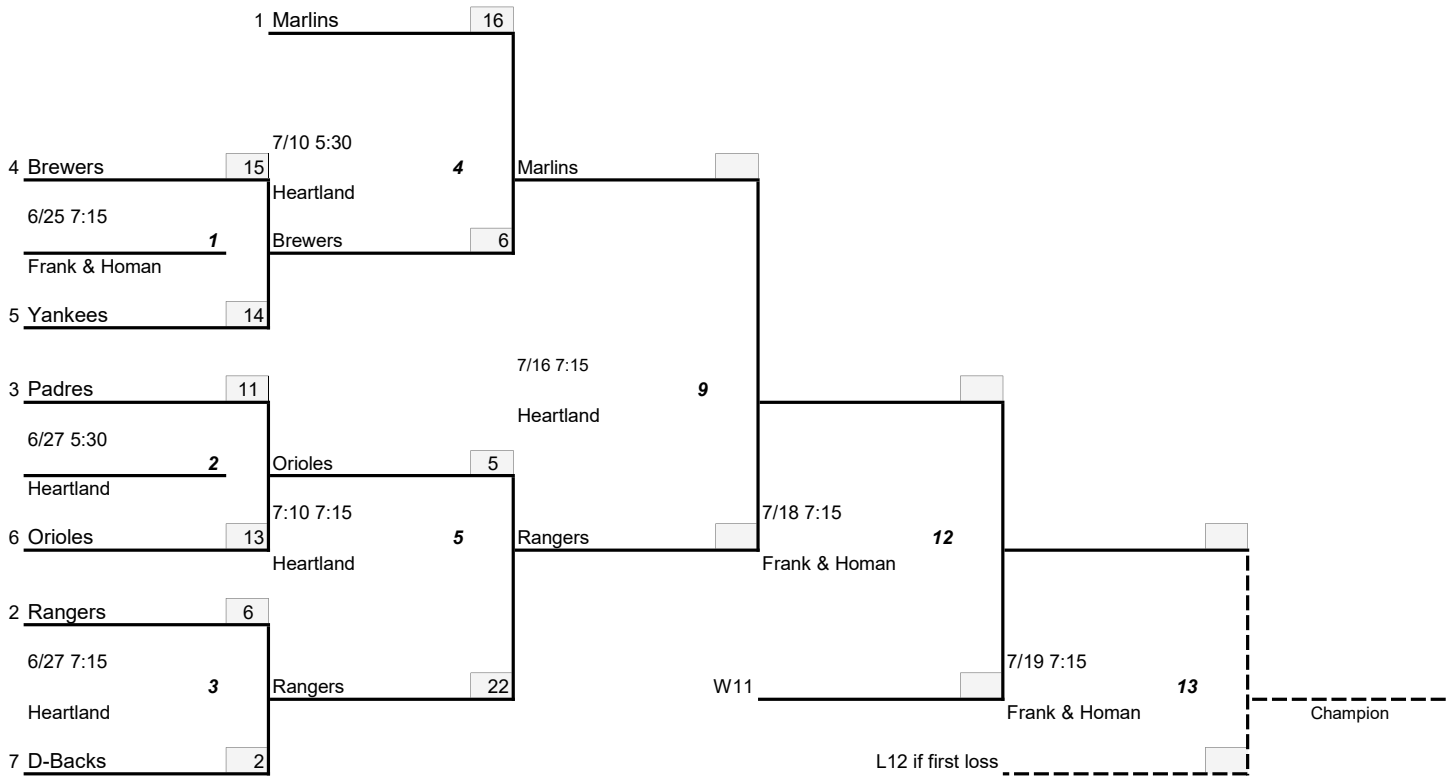 1 Marlins 16
7/10 5:30
4 Brewers 15
4
Marlins
Heartland
6/25 7:15
1
Brewers 6
Frank & Homan
5 Yankees 14
7/16 7:15
3 Padres 11
9
Heartland
6/27 5:30
2
Orioles 5
Heartland
7:10 7:15
7/18 7:15
6 Orioles 13
5
Rangers
12
Heartland
Frank & Homan
2 Rangers 6
6/27 7:15
7/19 7:15
3
Rangers 22
W11
13
Heartland
Frank & Homan
Champion
7 D-Backs 2
L12 if first loss